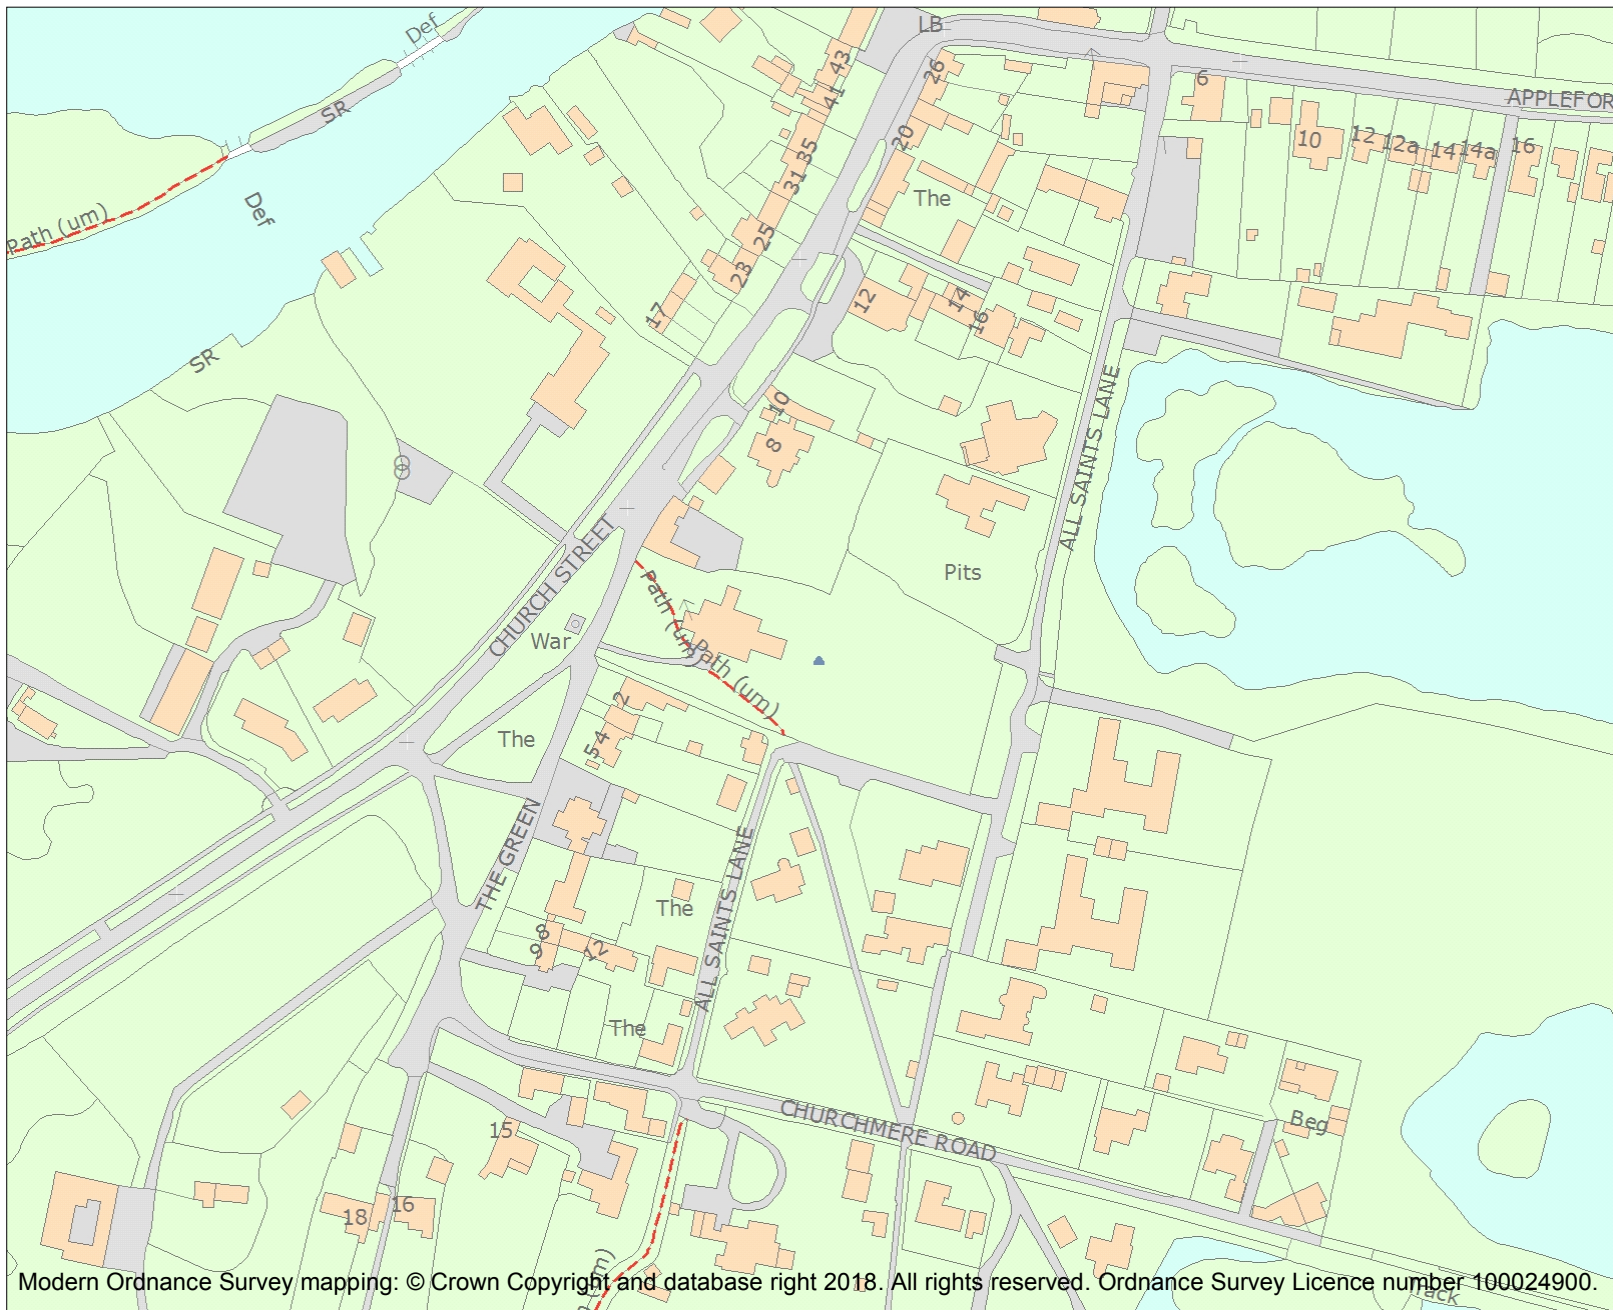 Def
LB
43
26
6
APPLEFOR
SR
41
20
10
12
12a
14
14a
16
35
31
The
Path (um)
Def
25
23
17
12
14
16
SR
10
8
ALL SAINTS LANE
CHURCH STREET
Pits
Path (um)
War
Path (um)
2
The
5 4
THE GREEN
ALL SAINTS LANE
The
8
9
12
The
CHURCHMERE ROAD
Beg
15
18
16
Track
Modern Ordnance Survey mapping: © Crown Copyright and database right 2018. All rights reserved. Ordnance Survey Licence number 100024900.